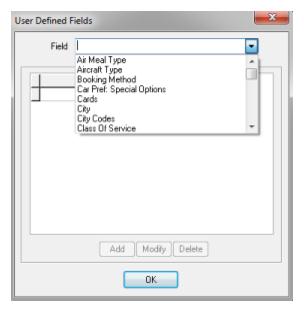 User Defined Fields
Field
Air Meal Type
Aircraft Type
Booking Method
Car Pref: Special Options
Cards
City
City Codes
Class Of Service
Add Modify Delete
OK